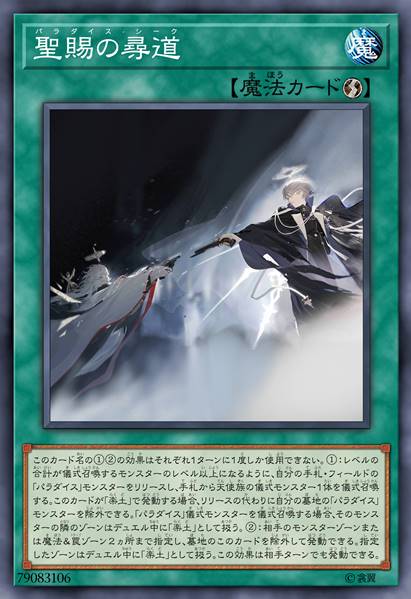 パラダイス・シーク
聖賜の尋道
魔
まほう
【魔法カード】
このカード名の①②の効果はそれぞれ1ターンに1度しか使用できない。①：レベルの
合計が儀式召喚するモンスターのレベル以上になるように、自分の手札・フィールドの
「パラダイス」モンスターをリリースし、手札から天使族の儀式モンスター1体を儀式召喚
する。このカードが「楽土」で発動する場合、リリースの代わりに自分の墓地の「パラダイス」
モンスターを除外できる。「パラダイス」儀式モンスターを儀式召喚した場合、そのモンス
ターの隣のゾーンはデュエル中に「楽土」として扱う。②：相手のモンスターゾーンまた
は魔法&罠ゾーン2ヵ所まで指定し、墓地のこのカードを除外して発動できる。指定
したゾーンはデュエル中に「楽土」として扱う。この効果は相手ターンでも発動できる。
79083106
©貪翼